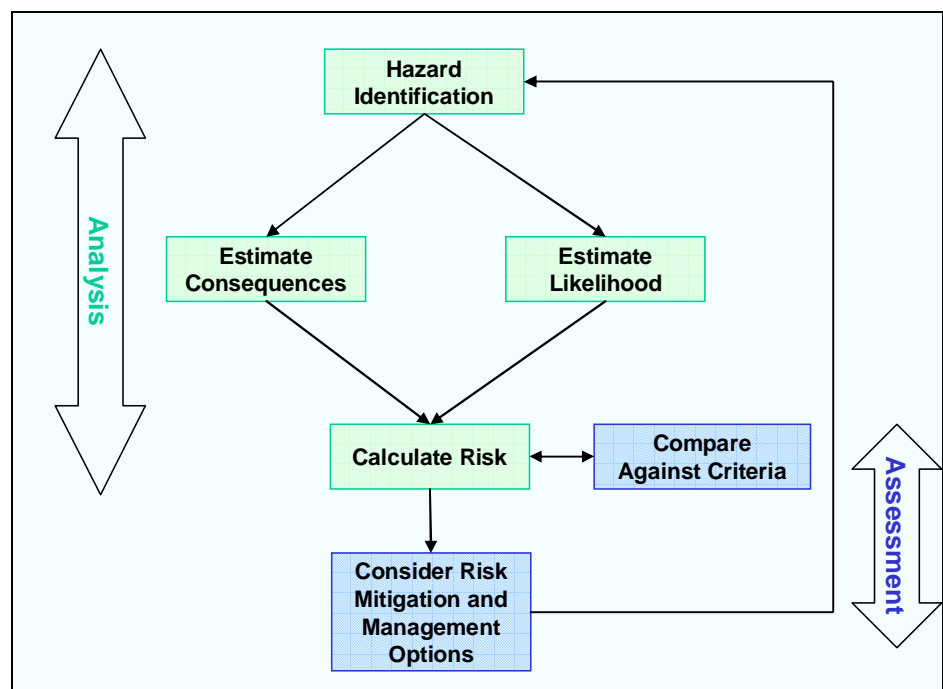 Hazard
Identification
Analysis
Estimate
Consequences
Estimate
Likelihood
Calculate Risk
Compare
Against Criteria
Assessment
Consider Risk
Mitigation and
Management
Options